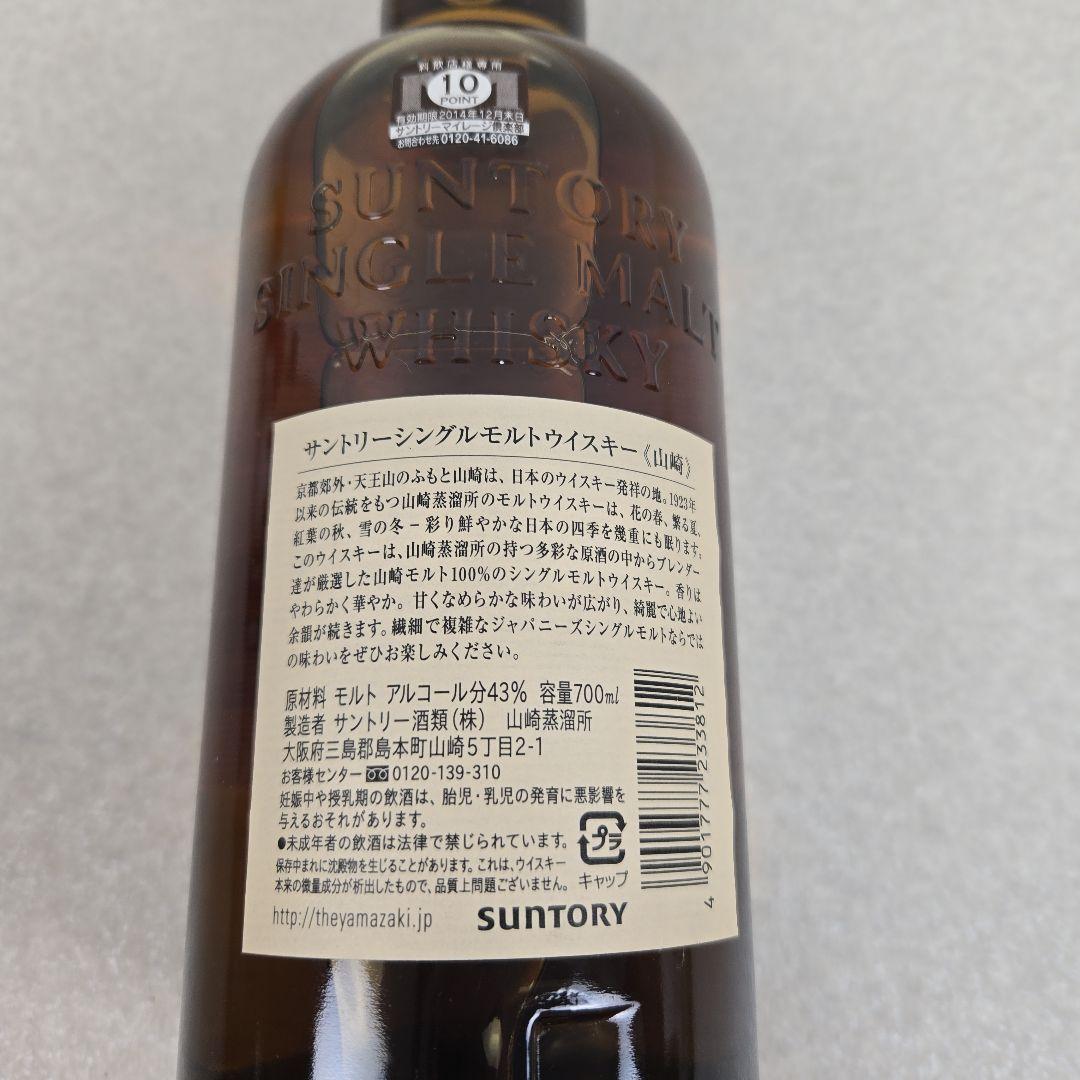 料飲店様専用
10
POINT
有効期限2014年12月末日
サントリーマイレージ倶楽部
お問合わせ先 0120-41-6086
SUNTORY
SINGLE MALT
WHISKY
サントリーシングルモルトウイスキー《山崎》
京都郊外・天王山のふもと山崎は、日本のウイスキー発祥の地。1923年
以来の伝統をもつ山崎蒸溜所のモルトウイスキーは、花の春、繁る夏、
紅葉の秋、雪の冬－彩り鮮やかな日本の四季を幾重にも眠ります。
このウイスキーは、山崎蒸溜所の持つ多彩な原酒の中からブレンダー
達が厳選した山崎モルト100%のシングルモルトウイスキー。香りは
やわらかく華やか。甘くなめらかな味わいが広がり、綺麗で心地よい
余韻が続きます。繊細で複雑なジャパニーズシングルモルトならでは
の味わいをぜひお楽しみください。
原材料 モルト アルコール分43% 容量700ml
製造者 サントリー酒類(株) 山崎蒸溜所
大阪府三島郡島本町山崎5丁目2-1
お客様センター 0120-139-310
妊娠中や授乳期の飲酒は、胎児・乳児の発育に悪影響を
与えるおそれがあります。
●未成年者の飲酒は法律で禁じられています。
保存中まれに沈殿物を生じることがあります。これは、ウイスキー
本来の微量成分が析出したもので、品質上問題ございません。
プラ
キャップ
http://theyamazaki.jp
SUNTORY
4 901777 233812